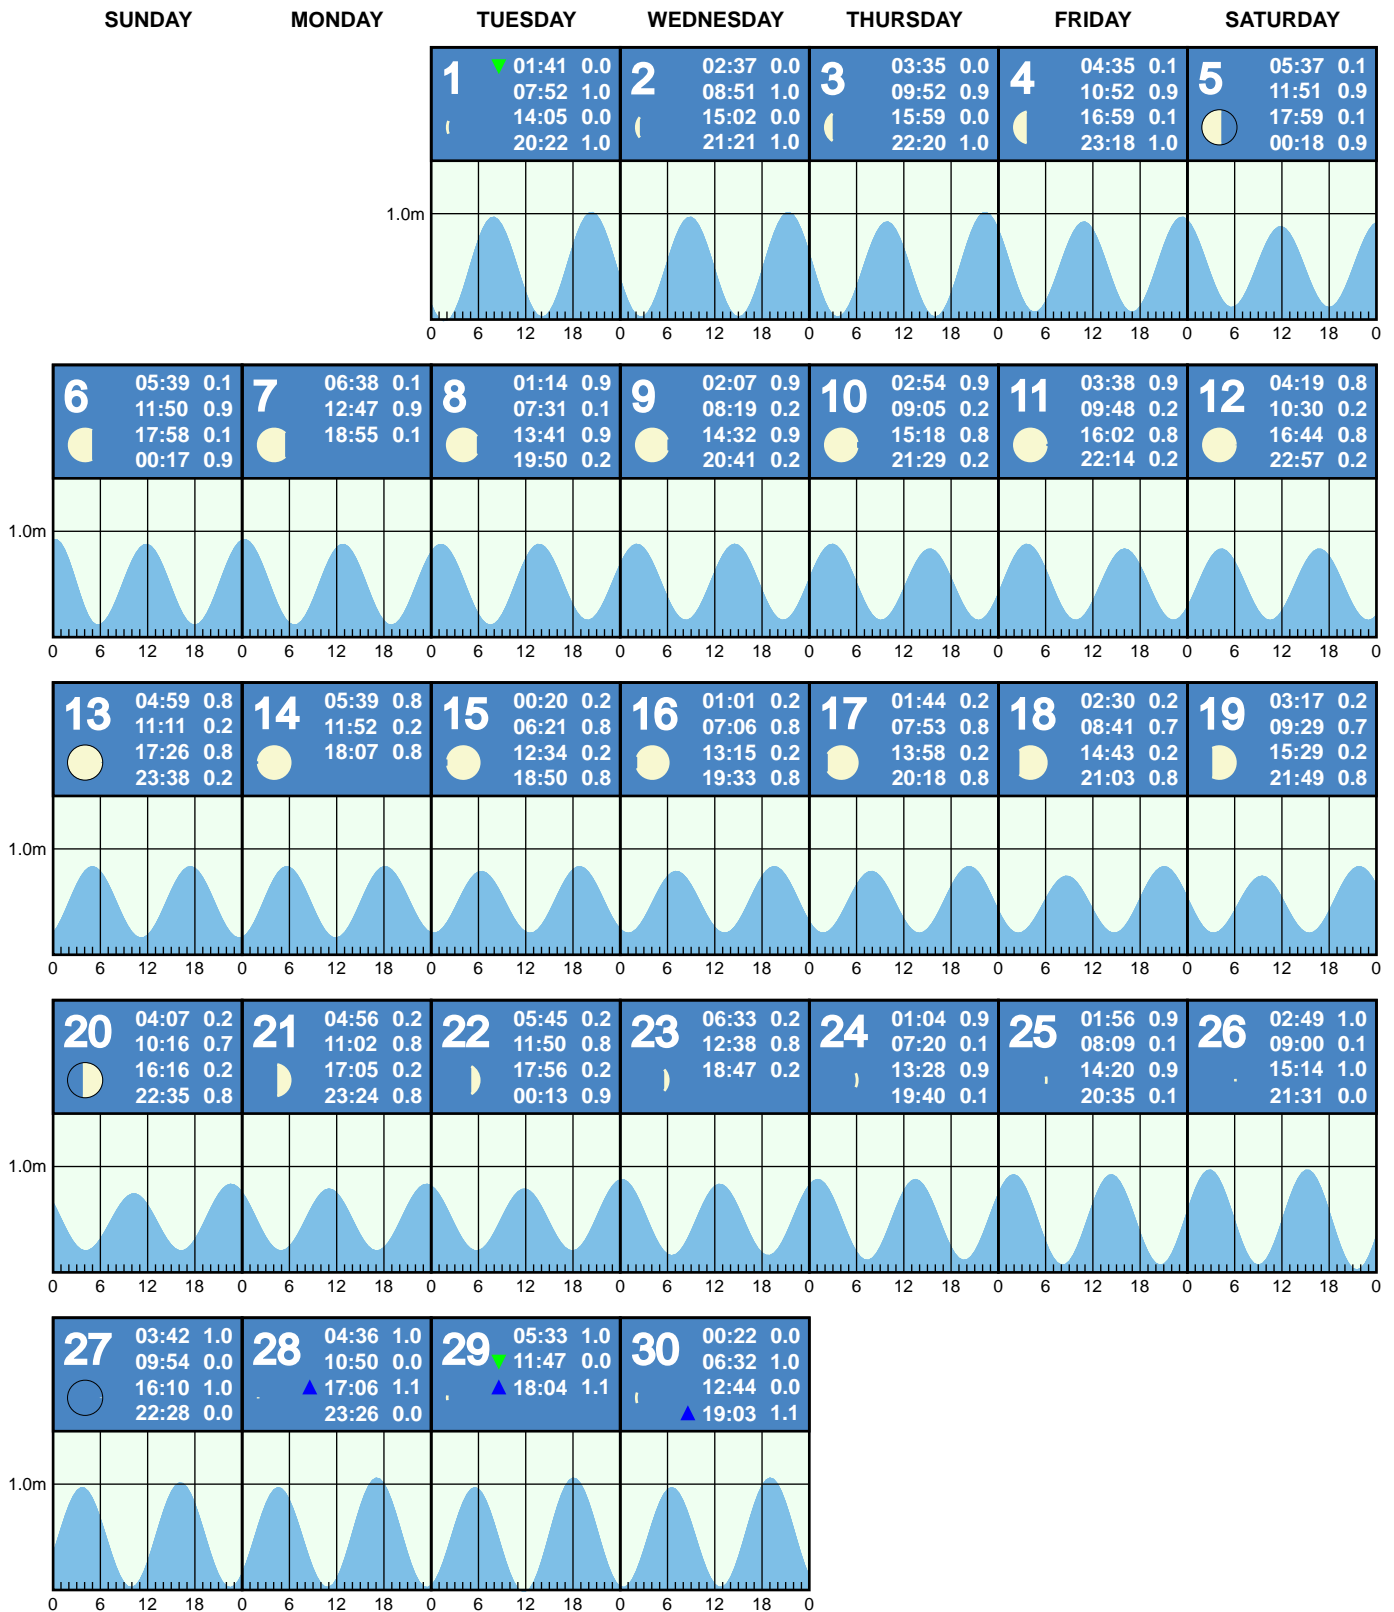 SUNDAY MONDAY TUESDAY WEDNESDAY THURSDAY FRIDAY SATURDAY
1 01:41 0.0
07:52 1.0
14:05 0.0
20:22 1.0
2 02:37 0.0
08:51 1.0
15:02 0.0
21:21 1.0
3 03:35 0.0
09:52 0.9
15:59 0.0
22:20 1.0
4 04:35 0.1
10:52 0.9
16:59 0.1
23:18 1.0
5 05:37 0.1
11:51 0.9
17:59 0.1
00:18 0.9
1.0m
0 6 12 18 0 6 12 18 0 6 12 18 0 6 12 18 0 6 12 18 0
6 05:39 0.1
11:50 0.9
17:58 0.1
00:17 0.9
7 06:38 0.1
12:47 0.9
18:55 0.1
8 01:14 0.9
07:31 0.1
13:41 0.9
19:50 0.2
9 02:07 0.9
08:19 0.2
14:32 0.9
20:41 0.2
10 02:54 0.9
09:05 0.2
15:18 0.8
21:29 0.2
11 03:38 0.9
09:48 0.2
16:02 0.8
22:14 0.2
12 04:19 0.8
10:30 0.2
16:44 0.8
22:57 0.2
1.0m
0 6 12 18 0 6 12 18 0 6 12 18 0 6 12 18 0 6 12 18 0 6 12 18 0 6 12 18 0
13 04:59 0.8
11:11 0.2
17:26 0.8
23:38 0.2
14 05:39 0.8
11:52 0.2
18:07 0.8
15 00:20 0.2
06:21 0.8
12:34 0.2
18:50 0.8
16 01:01 0.2
07:06 0.8
13:15 0.2
19:33 0.8
17 01:44 0.2
07:53 0.8
13:58 0.2
20:18 0.8
18 02:30 0.2
08:41 0.7
14:43 0.2
21:03 0.8
19 03:17 0.2
09:29 0.7
15:29 0.2
21:49 0.8
1.0m
0 6 12 18 0 6 12 18 0 6 12 18 0 6 12 18 0 6 12 18 0 6 12 18 0 6 12 18 0
20 04:07 0.2
10:16 0.7
16:16 0.2
22:35 0.8
21 04:56 0.2
11:02 0.8
17:05 0.2
23:24 0.8
22 05:45 0.2
11:50 0.8
17:56 0.2
00:13 0.9
23 06:33 0.2
12:38 0.8
18:47 0.2
24 01:04 0.9
07:20 0.1
13:28 0.9
19:40 0.1
25 01:56 0.9
08:09 0.1
14:20 0.9
20:35 0.1
26 02:49 1.0
09:00 0.1
15:14 1.0
21:31 0.0
1.0m
0 6 12 18 0 6 12 18 0 6 12 18 0 6 12 18 0 6 12 18 0 6 12 18 0 6 12 18 0
27 03:42 1.0
09:54 0.0
16:10 1.0
22:28 0.0
28 04:36 1.0
10:50 0.0
17:06 1.1
23:26 0.0
29 05:33 1.0
11:47 0.0
18:04 1.1
30 00:22 0.0
06:32 1.0
12:44 0.0
19:03 1.1
1.0m
0 6 12 18 0 6 12 18 0 6 12 18 0 6 12 18 0